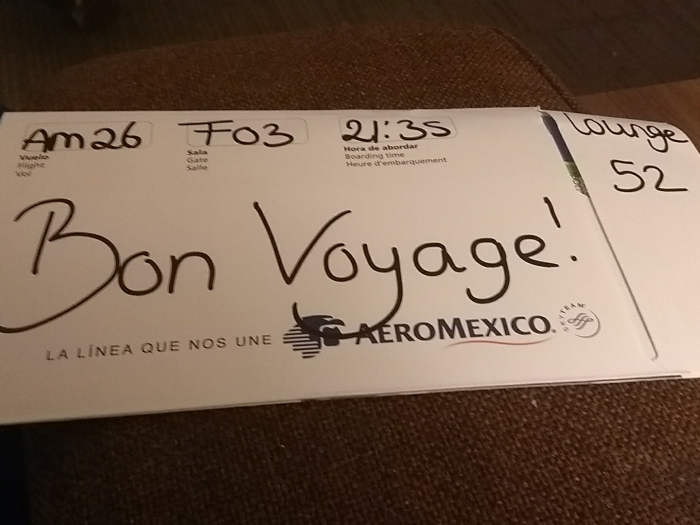 Am26 F03 21:35 Lounge
Vuelo Sala Hora de abordar 52
Flight Gate Boarding time
Vol Salle Heure d'embarquement
Bon Voyage!
LA LÍNEA QUE NOS UNE AEROMEXICO. SKYTEAM